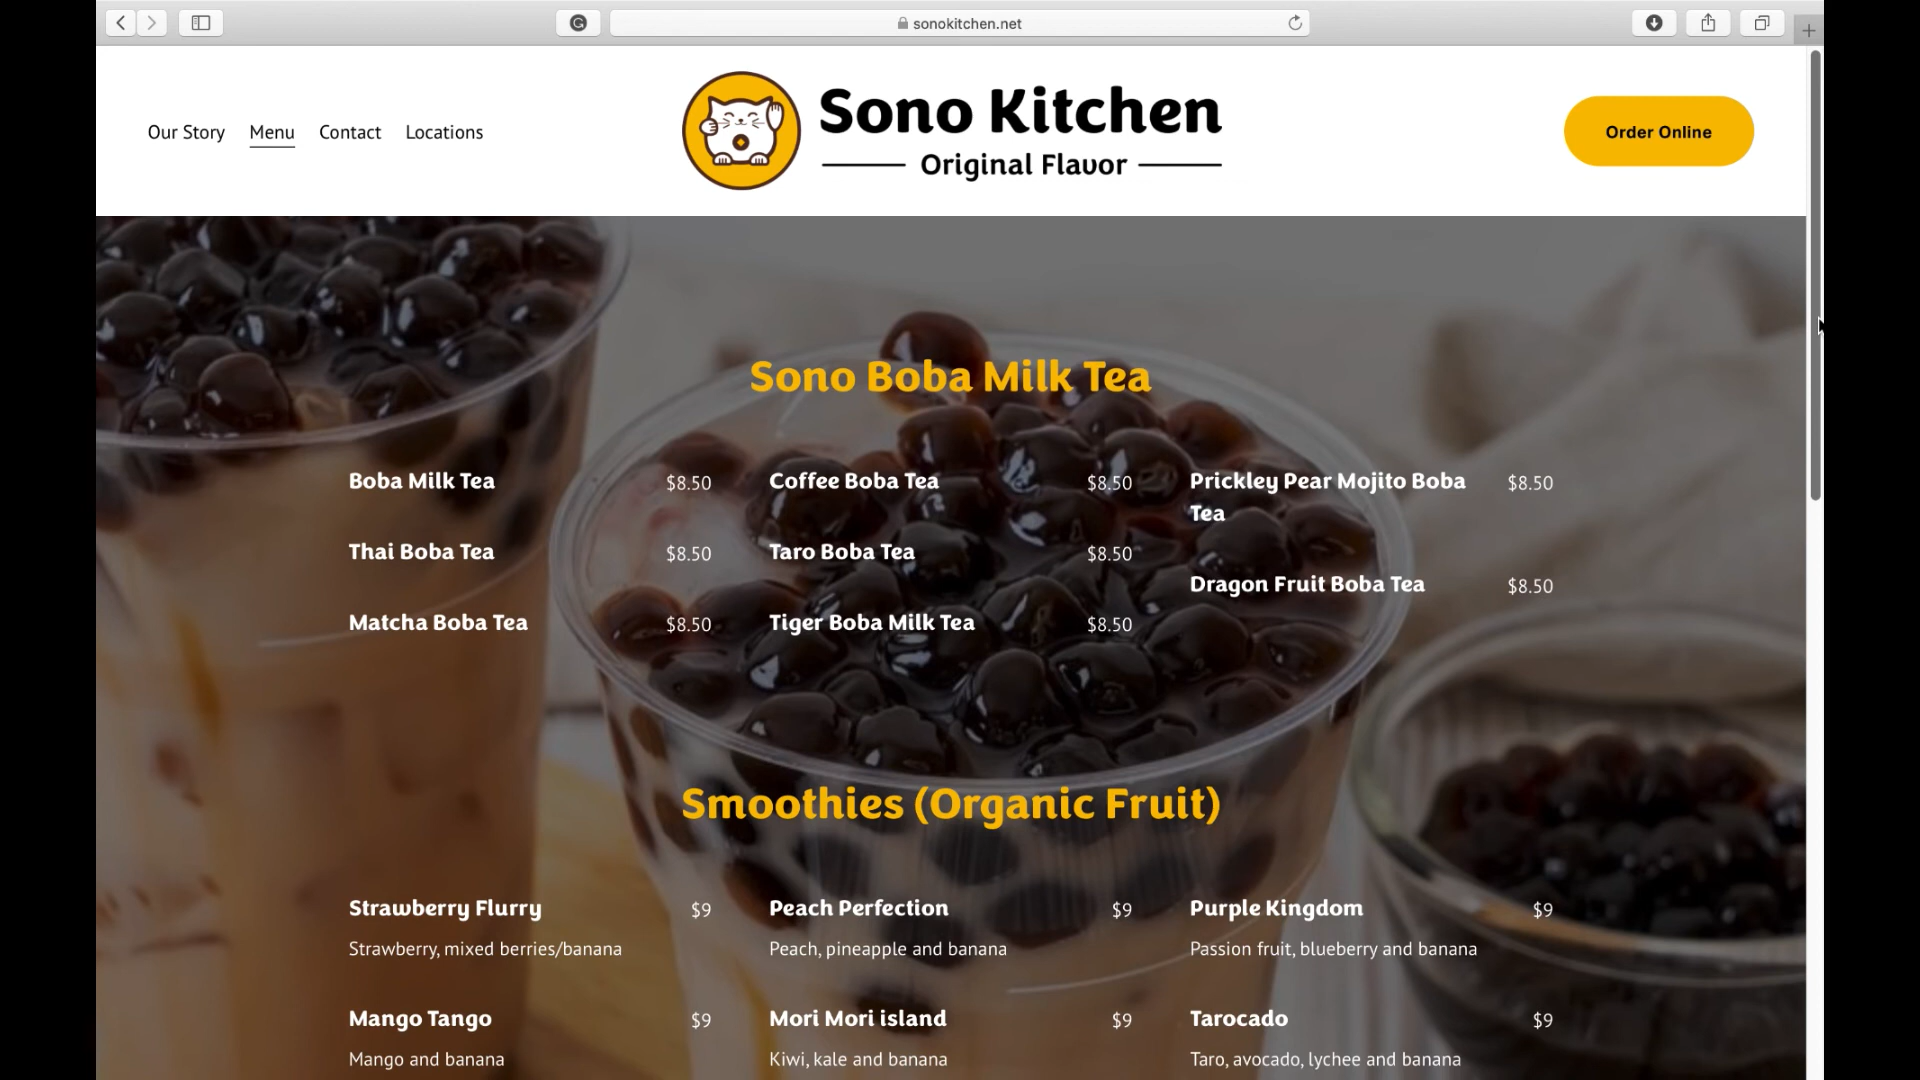 sonokitchen.net
Our Story Menu Contact Locations
Sono Kitchen
Original Flavor
Order Online
Sono Boba Milk Tea
Boba Milk Tea $8.50
Coffee Boba Tea $8.50
Prickley Pear Mojito Boba $8.50
Tea
Thai Boba Tea $8.50
Taro Boba Tea $8.50
Dragon Fruit Boba Tea $8.50
Matcha Boba Tea $8.50
Tiger Boba Milk Tea $8.50
Smoothies (Organic Fruit)
Strawberry Flurry $9
Strawberry, mixed berries/banana
Peach Perfection $9
Peach, pineapple and banana
Purple Kingdom $9
Passion fruit, blueberry and banana
Mango Tango $9
Mango and banana
Mori Mori island $9
Kiwi, kale and banana
Tarocado $9
Taro, avocado, lychee and banana